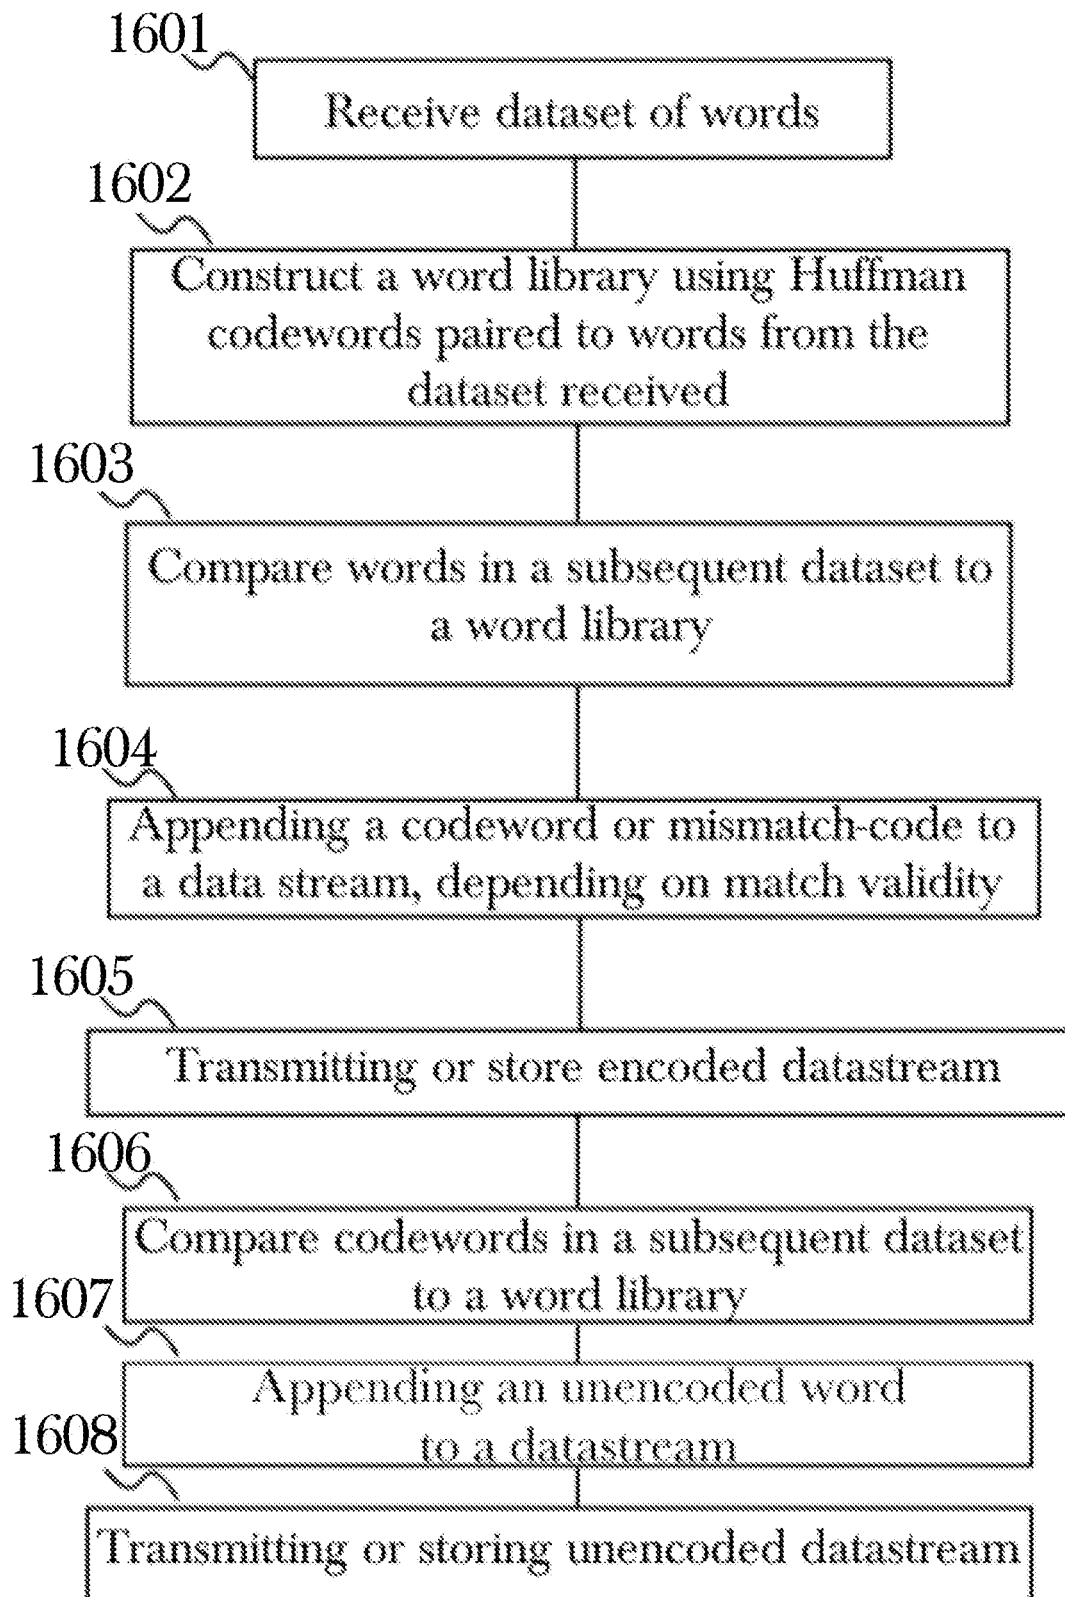 1601
Receive dataset of words
1602
Construct a word library using Huffman
codewords paired to words from the
dataset received
1603
Compare words in a subsequent dataset to
a word library
1604
Appending a codeword or mismatch-code to
a data stream, depending on match validity
1605
Transmitting or store encoded datastream
1606
Compare codewords in a subsequent dataset
to a word library
1607
Appending an unencoded word
to a datastream
1608
Transmitting or storing unencoded datastream